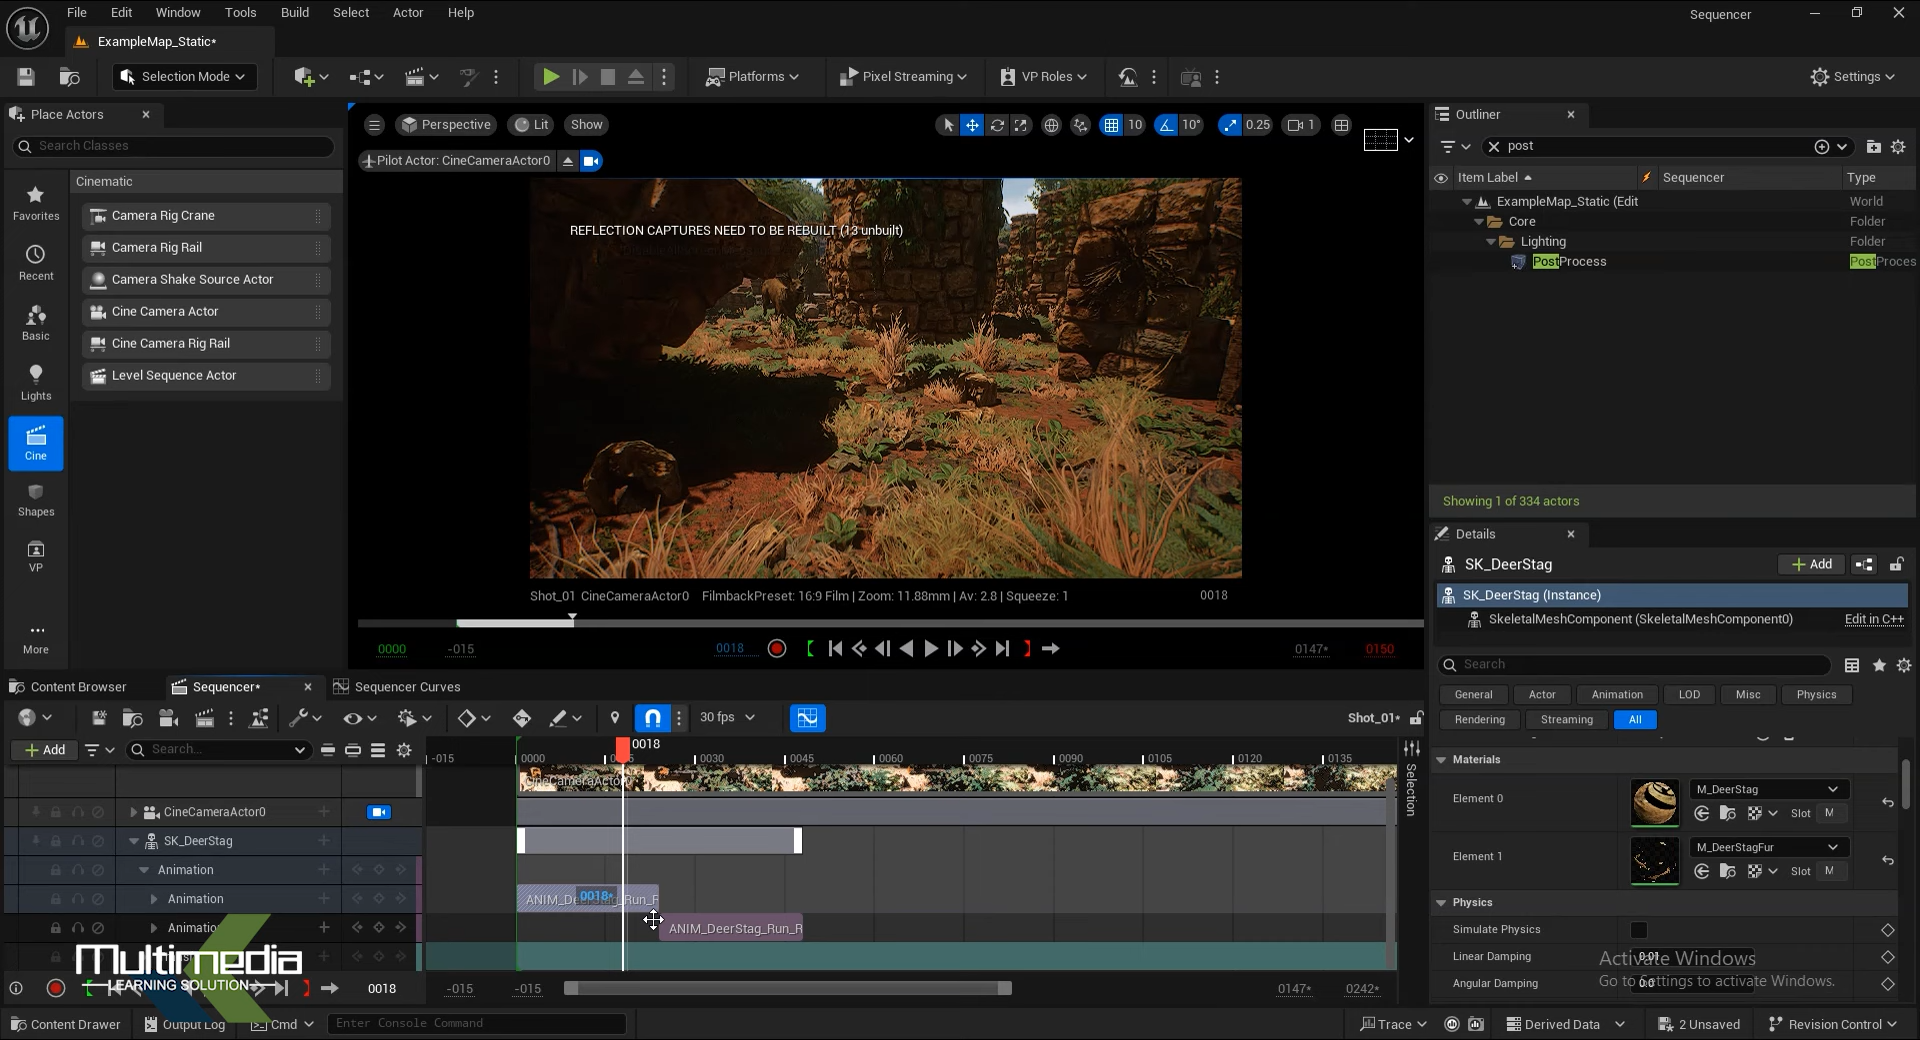 File Edit Window Tools Build Select Actor Help
Sequencer
ExampleMap_Static*
Selection Mode
Platforms
Pixel Streaming
VP Roles
Settings
Place Actors
Search Classes
Favorites
Recent
Basic
Lights
Cine
Shapes
VP
More
Cinematic
Camera Rig Crane
Camera Rig Rail
Camera Shake Source Actor
Cine Camera Actor
Cine Camera Rig Rail
Level Sequence Actor
Perspective Lit Show
10 10° 0.25 1
Pilot Actor: CineCameraActor0
REFLECTION CAPTURES NEED TO BE REBUILT (13 unbuilt)
Shot_01 CineCameraActor0 FilmbackPreset: 16:9 Film | Zoom: 11.88mm | Av: 2.8 | Squeeze: 1
0018
0000 -015 0018 0147* 0150
Outliner
post
Item Label Sequencer Type
ExampleMap_Static (Edit World
Core Folder
Lighting Folder
PostProcess PostProces
Showing 1 of 334 actors
Details
SK_DeerStag
Add
SK_DeerStag (Instance)
SkeletalMeshComponent (SkeletalMeshComponent0) Edit in C++
Search
General Actor Animation LOD Misc Physics
Rendering Streaming All
Materials
Element 0
M_DeerStag
Slot M
Element 1
M_DeerStagFur
Slot M
Physics
Simulate Physics
Linear Damping 0.01
Angular Damping 0.0
Activate Windows
Go to Settings to activate Windows.
Content Browser Sequencer* Sequencer Curves
30 fps
Shot_01*
Add
Search...
-015 0000 0030 0045 0060 0075 0090 0105 0120 0135
0018
CineCameraActor0
SK_DeerStag
Animation
Animation
ANIM_DeerStag_Run_F
0018*
ANIM_DeerStag_Run_R
Selection
Multimedia
LEARNING SOLUTION
0018
-015 -015 0147* 0242*
Content Drawer Output Log Cmd Enter Console Command
Trace Derived Data 2 Unsaved Revision Control